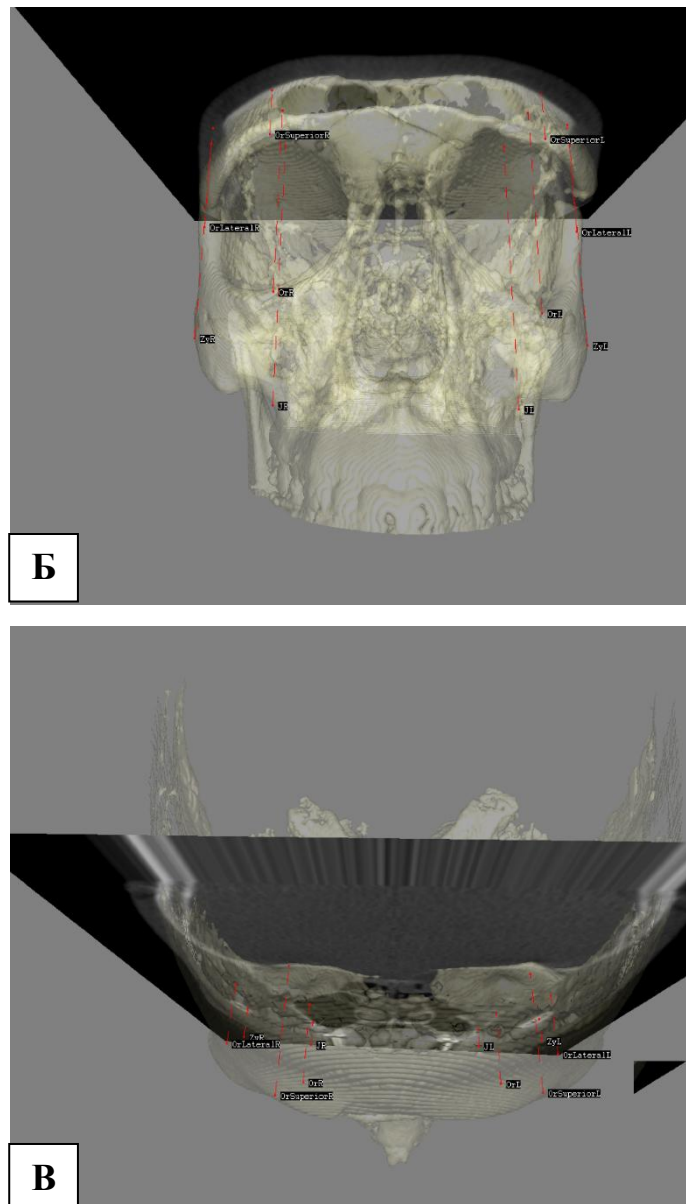 OrSuperiorR
OrSuperiorL
OrLateralR
OrLateralL
OrR
OrL
ZyR
ZyL
JR
JL
Б
ZyR
OrLateralR
JR
JL
ZyL
OrLateralL
OrR
OrL
OrSuperiorR
OrSuperiorL
В